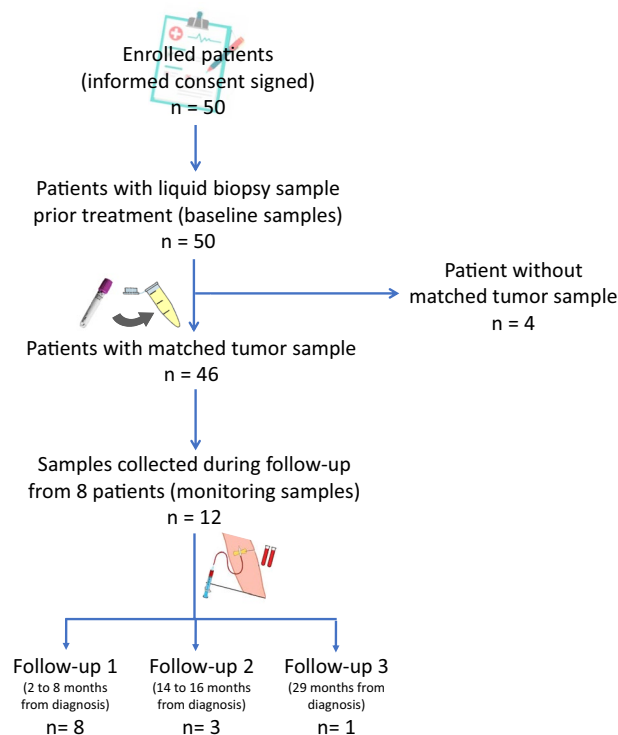 Enrolled patients
(informed consent signed)
n = 50
Patients with liquid biopsy sample
prior treatment (baseline samples)
n = 50
Patient without
matched tumor sample
n = 4
Patients with matched tumor sample
n = 46
Samples collected during follow-up
from 8 patients (monitoring samples)
n = 12
Follow-up 1
(2 to 8 months
from diagnosis)
n= 8
Follow-up 2
(14 to 16 months
from diagnosis)
n= 3
Follow-up 3
(29 months from
diagnosis)
n= 1